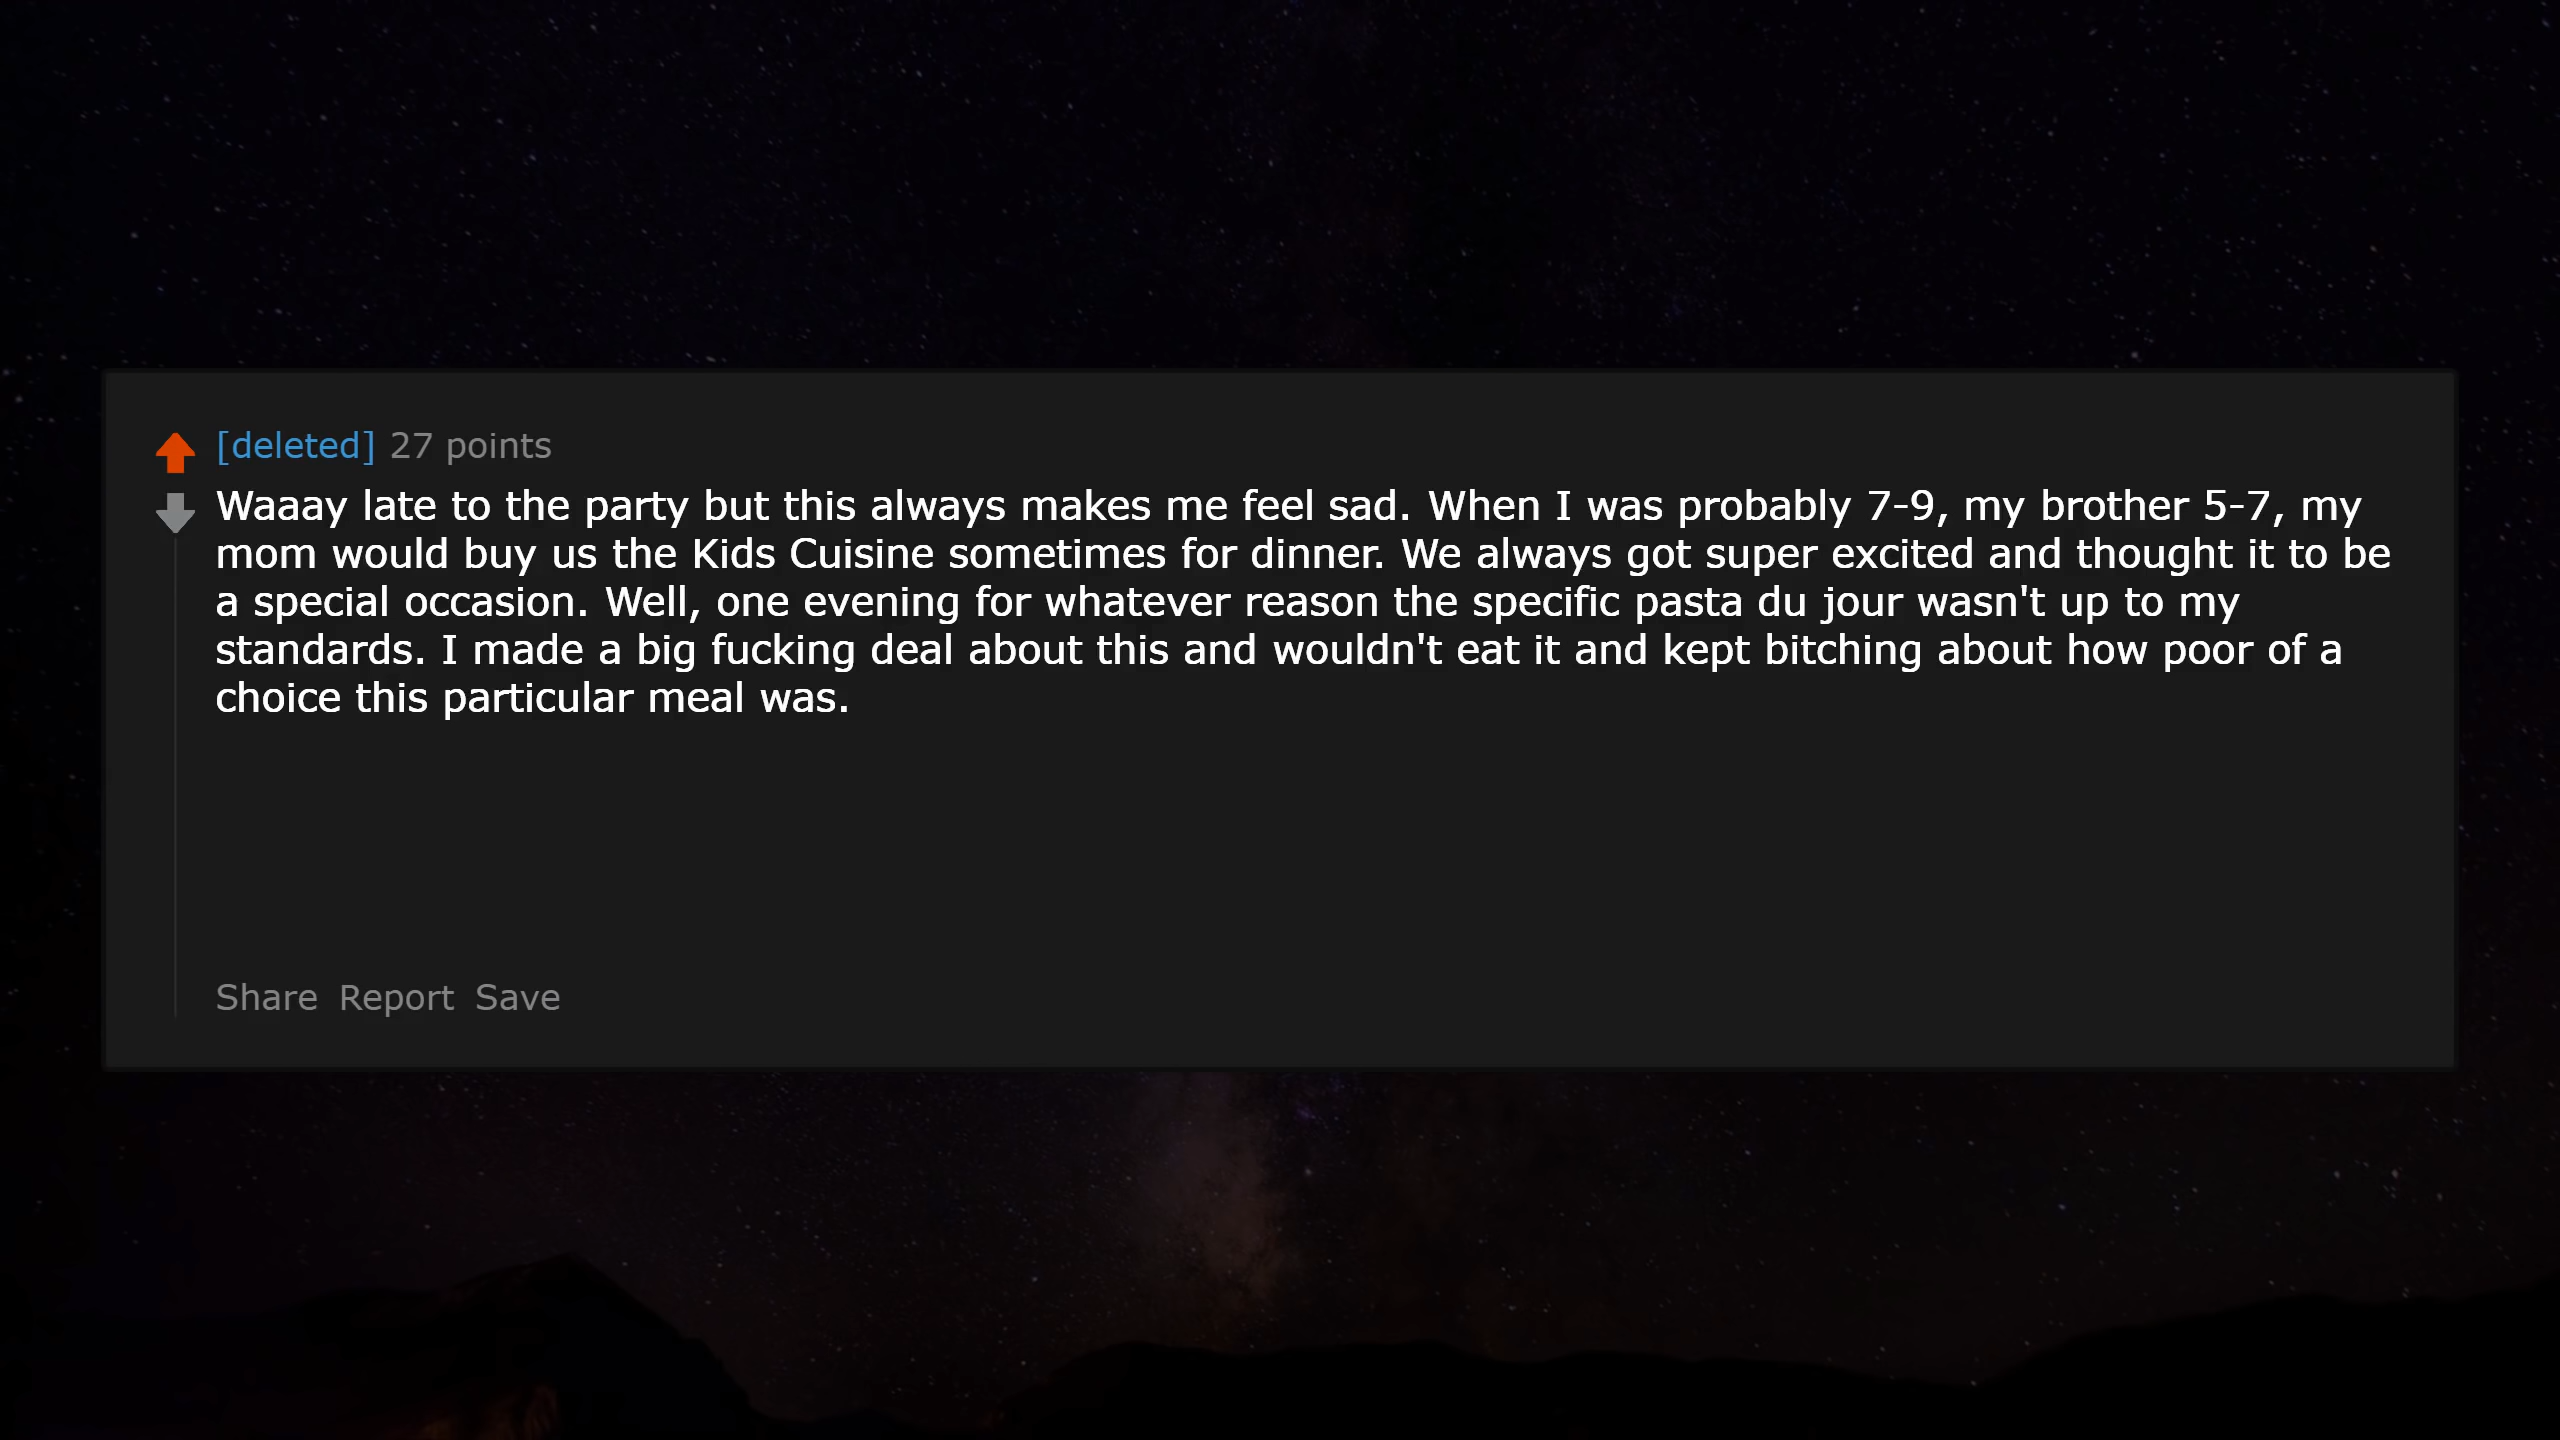 [deleted] 27 points
Waaay late to the party but this always makes me feel sad. When I was probably 7-9, my brother 5-7, my
mom would buy us the Kids Cuisine sometimes for dinner. We always got super excited and thought it to be
a special occasion. Well, one evening for whatever reason the specific pasta du jour wasn't up to my
standards. I made a big fucking deal about this and wouldn't eat it and kept bitching about how poor of a
choice this particular meal was.
Share Report Save